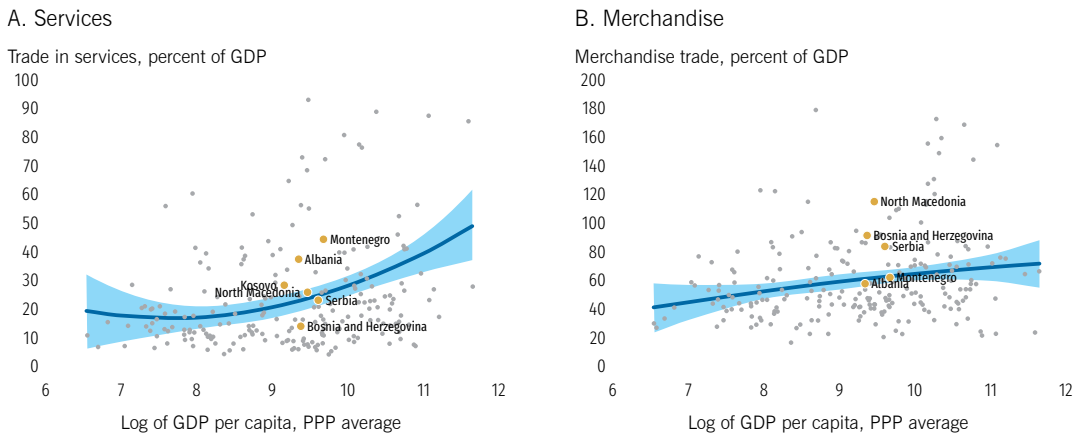 A. Services
Trade in services, percent of GDP
100
90
80
70
60
50
40
30
20
10
0
Montenegro
Albania
Kosovo
North Macedonia
Serbia
Bosnia and Herzegovina
6 7 8 9 10 11 12
Log of GDP per capita, PPP average
B. Merchandise
Merchandise trade, percent of GDP
200
180
160
140
120
100
80
60
40
20
0
North Macedonia
Bosnia and Herzegovina
Serbia
Montenegro
Albania
6 7 8 9 10 11 12
Log of GDP per capita, PPP average